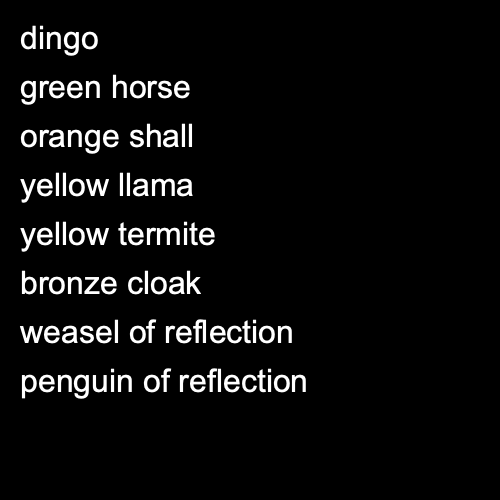 dingo
green horse
orange shall
yellow llama
yellow termite
bronze cloak
weasel of reflection
penguin of reflection